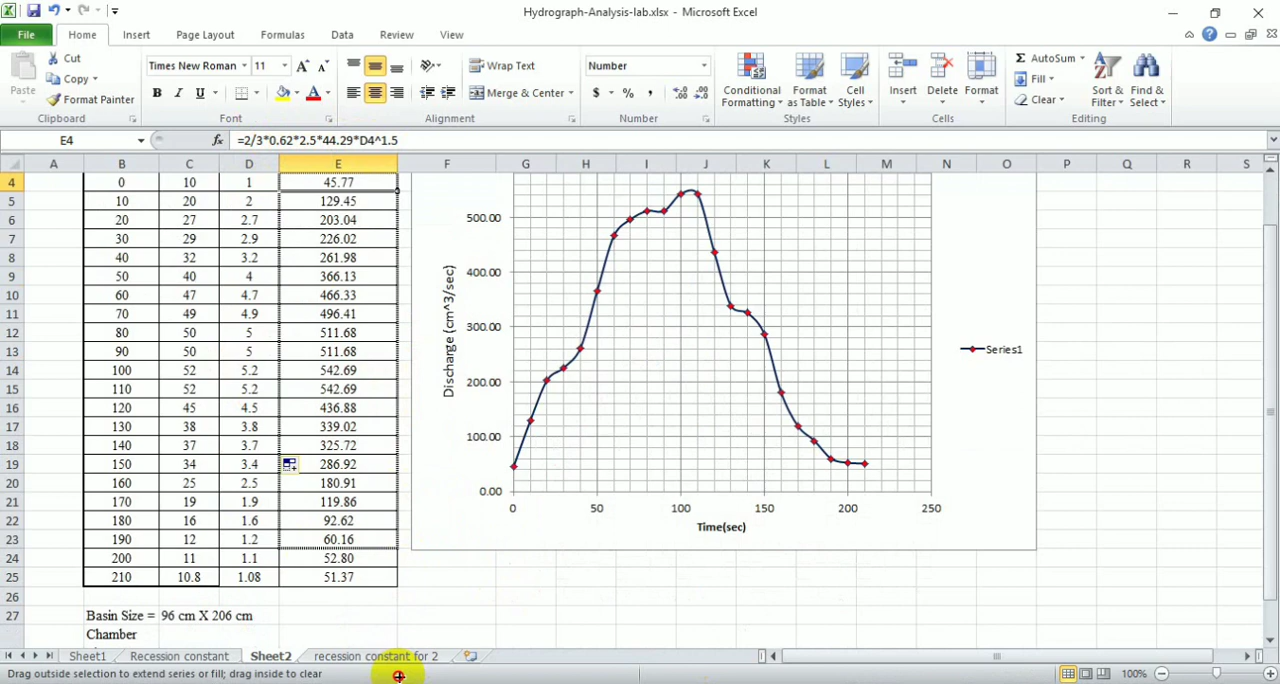 Hydrograph-Analysis-lab.xlsx - Microsoft Excel
File Home Insert Page Layout Formulas Data Review View
Cut
Copy
Format Painter
Paste
Clipboard
Times New Roman 11
B I U
Font
Wrap Text
Merge & Center
Alignment
Number
$ % ,
Number
Conditional Formatting
Format as Table
Cell Styles
Styles
Insert Delete Format
Cells
AutoSum
Fill
Clear
Sort & Filter
Find & Select
Editing
E4 fx =2/3*0.62*2.5*44.29*D4^1.5
A B C D E F G H I J K L M N O P Q R S
4 0 10 1 45.77
5 10 20 2 129.45
6 20 27 2.7 203.04
7 30 29 2.9 226.02
8 40 32 3.2 261.98
9 50 40 4 366.13
10 60 47 4.7 466.33
11 70 49 4.9 496.41
12 80 50 5 511.68
13 90 50 5 511.68
14 100 52 5.2 542.69
15 110 52 5.2 542.69
16 120 45 4.5 436.88
17 130 38 3.8 339.02
18 140 37 3.7 325.72
19 150 34 3.4 286.92
20 160 25 2.5 180.91
21 170 19 1.9 119.86
22 180 16 1.6 92.62
23 190 12 1.2 60.16
24 200 11 1.1 52.80
25 210 10.8 1.08 51.37
26
27 Basin Size = 96 cm X 206 cm
Chamber
500.00
400.00
300.00
200.00
100.00
0.00
Discharge (cm^3/sec)
0 50 100 150 200 250
Time(sec)
Series1
Sheet1 Recession constant Sheet2 recession constant for 2
Drag outside selection to extend series or fill; drag inside to clear
100%